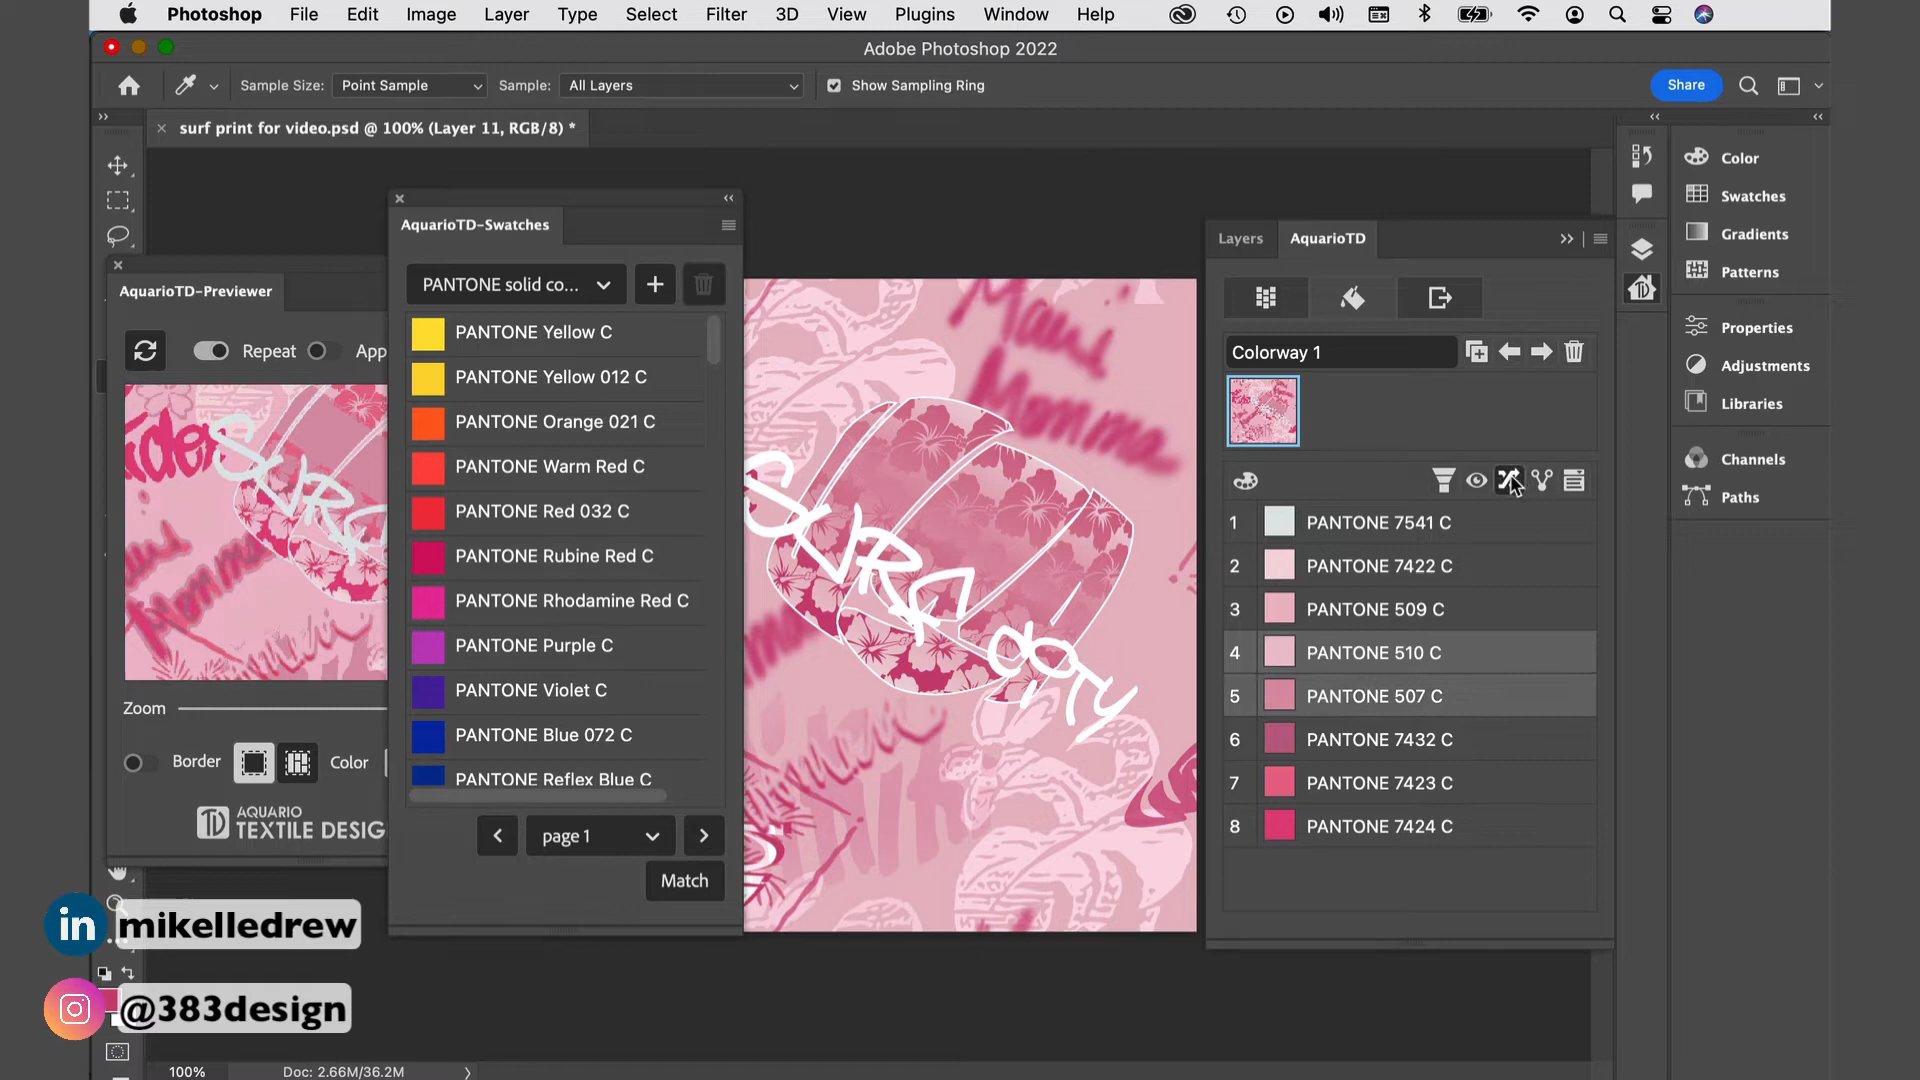 Photoshop File Edit Image Layer Type Select Filter 3D View Plugins Window Help
Adobe Photoshop 2022
Sample Size: Point Sample Sample: All Layers Show Sampling Ring
Share
surf print for video.psd @ 100% (Layer 11, RGB/8) *
AquarioTD-Previewer
Repeat App
Zoom
Border Color
TD AQUARIO
TEXTILE DESIG
AquarioTD-Swatches
PANTONE solid co...
PANTONE Yellow C
PANTONE Yellow 012 C
PANTONE Orange 021 C
PANTONE Warm Red C
PANTONE Red 032 C
PANTONE Rubine Red C
PANTONE Rhodamine Red C
PANTONE Purple C
PANTONE Violet C
PANTONE Blue 072 C
PANTONE Reflex Blue C
page 1
Match
Maui
Momma
Layers AquarioTD
Colorway 1
1 PANTONE 7541 C
2 PANTONE 7422 C
3 PANTONE 509 C
4 PANTONE 510 C
5 PANTONE 507 C
6 PANTONE 7432 C
7 PANTONE 7423 C
8 PANTONE 7424 C
Color
Swatches
Gradients
Patterns
Properties
Adjustments
Libraries
Channels
Paths
in mikelledrew
@383design
100% Doc: 2.66M/36.2M